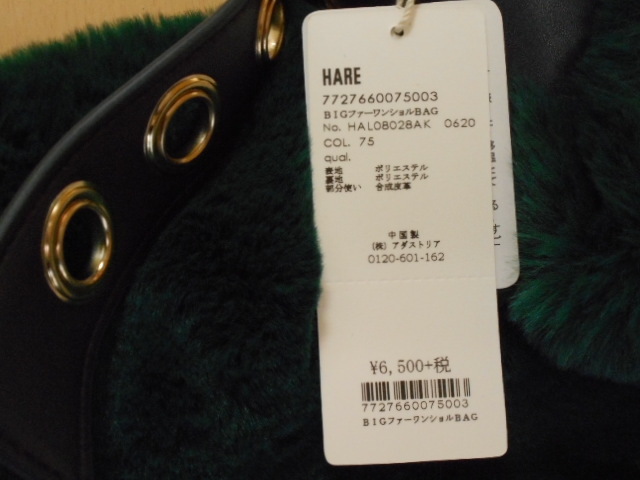 HARE
7727660075003
BIGファーワンショルBAG
No. HAL08028AK 0620
COL. 75
qual.
表地 ポリエステル
裏地 ポリエステル
部分使い 合成皮革
中国製
(株) アダストリア
0120-601-162
¥6,500+税
7727660075003
BIGファーワンショルBAG